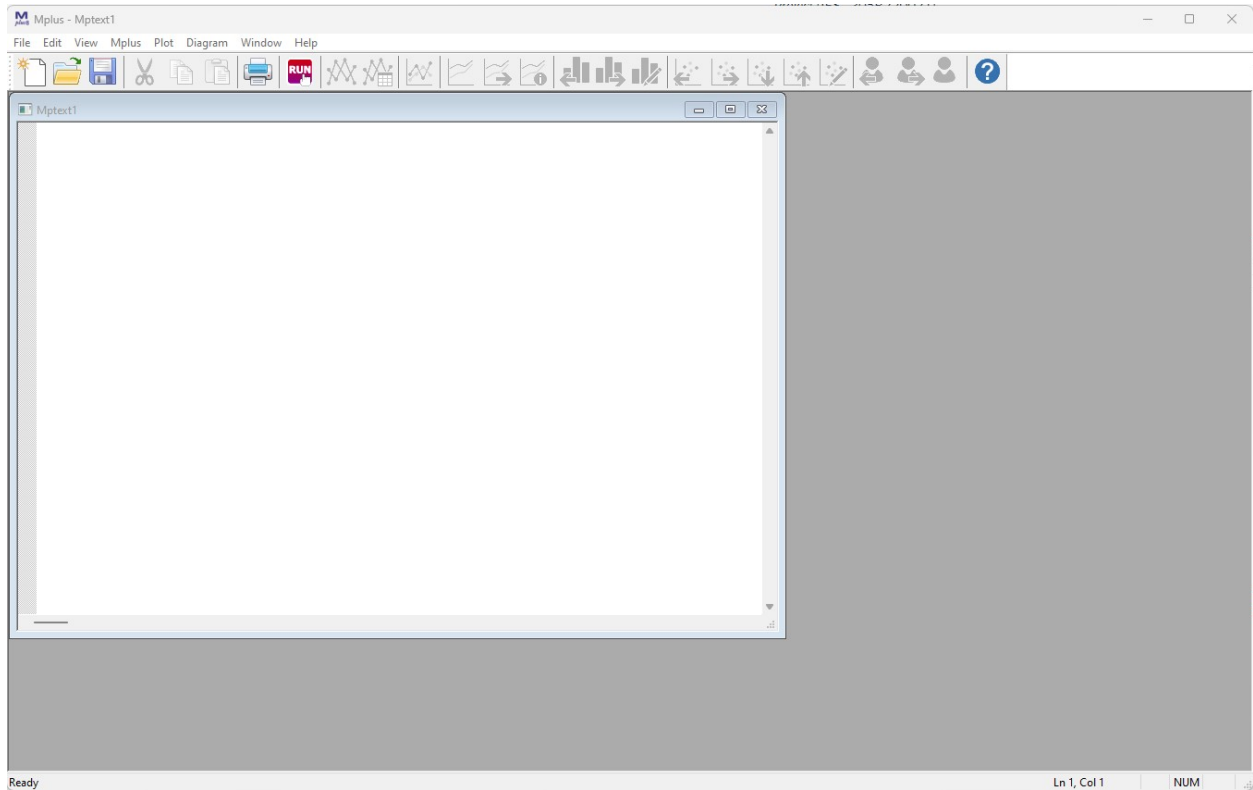 Mplus - Mptext1
File Edit View Mplus Plot Diagram Window Help
RUN
Mptext1
Ready
Ln 1, Col 1
NUM